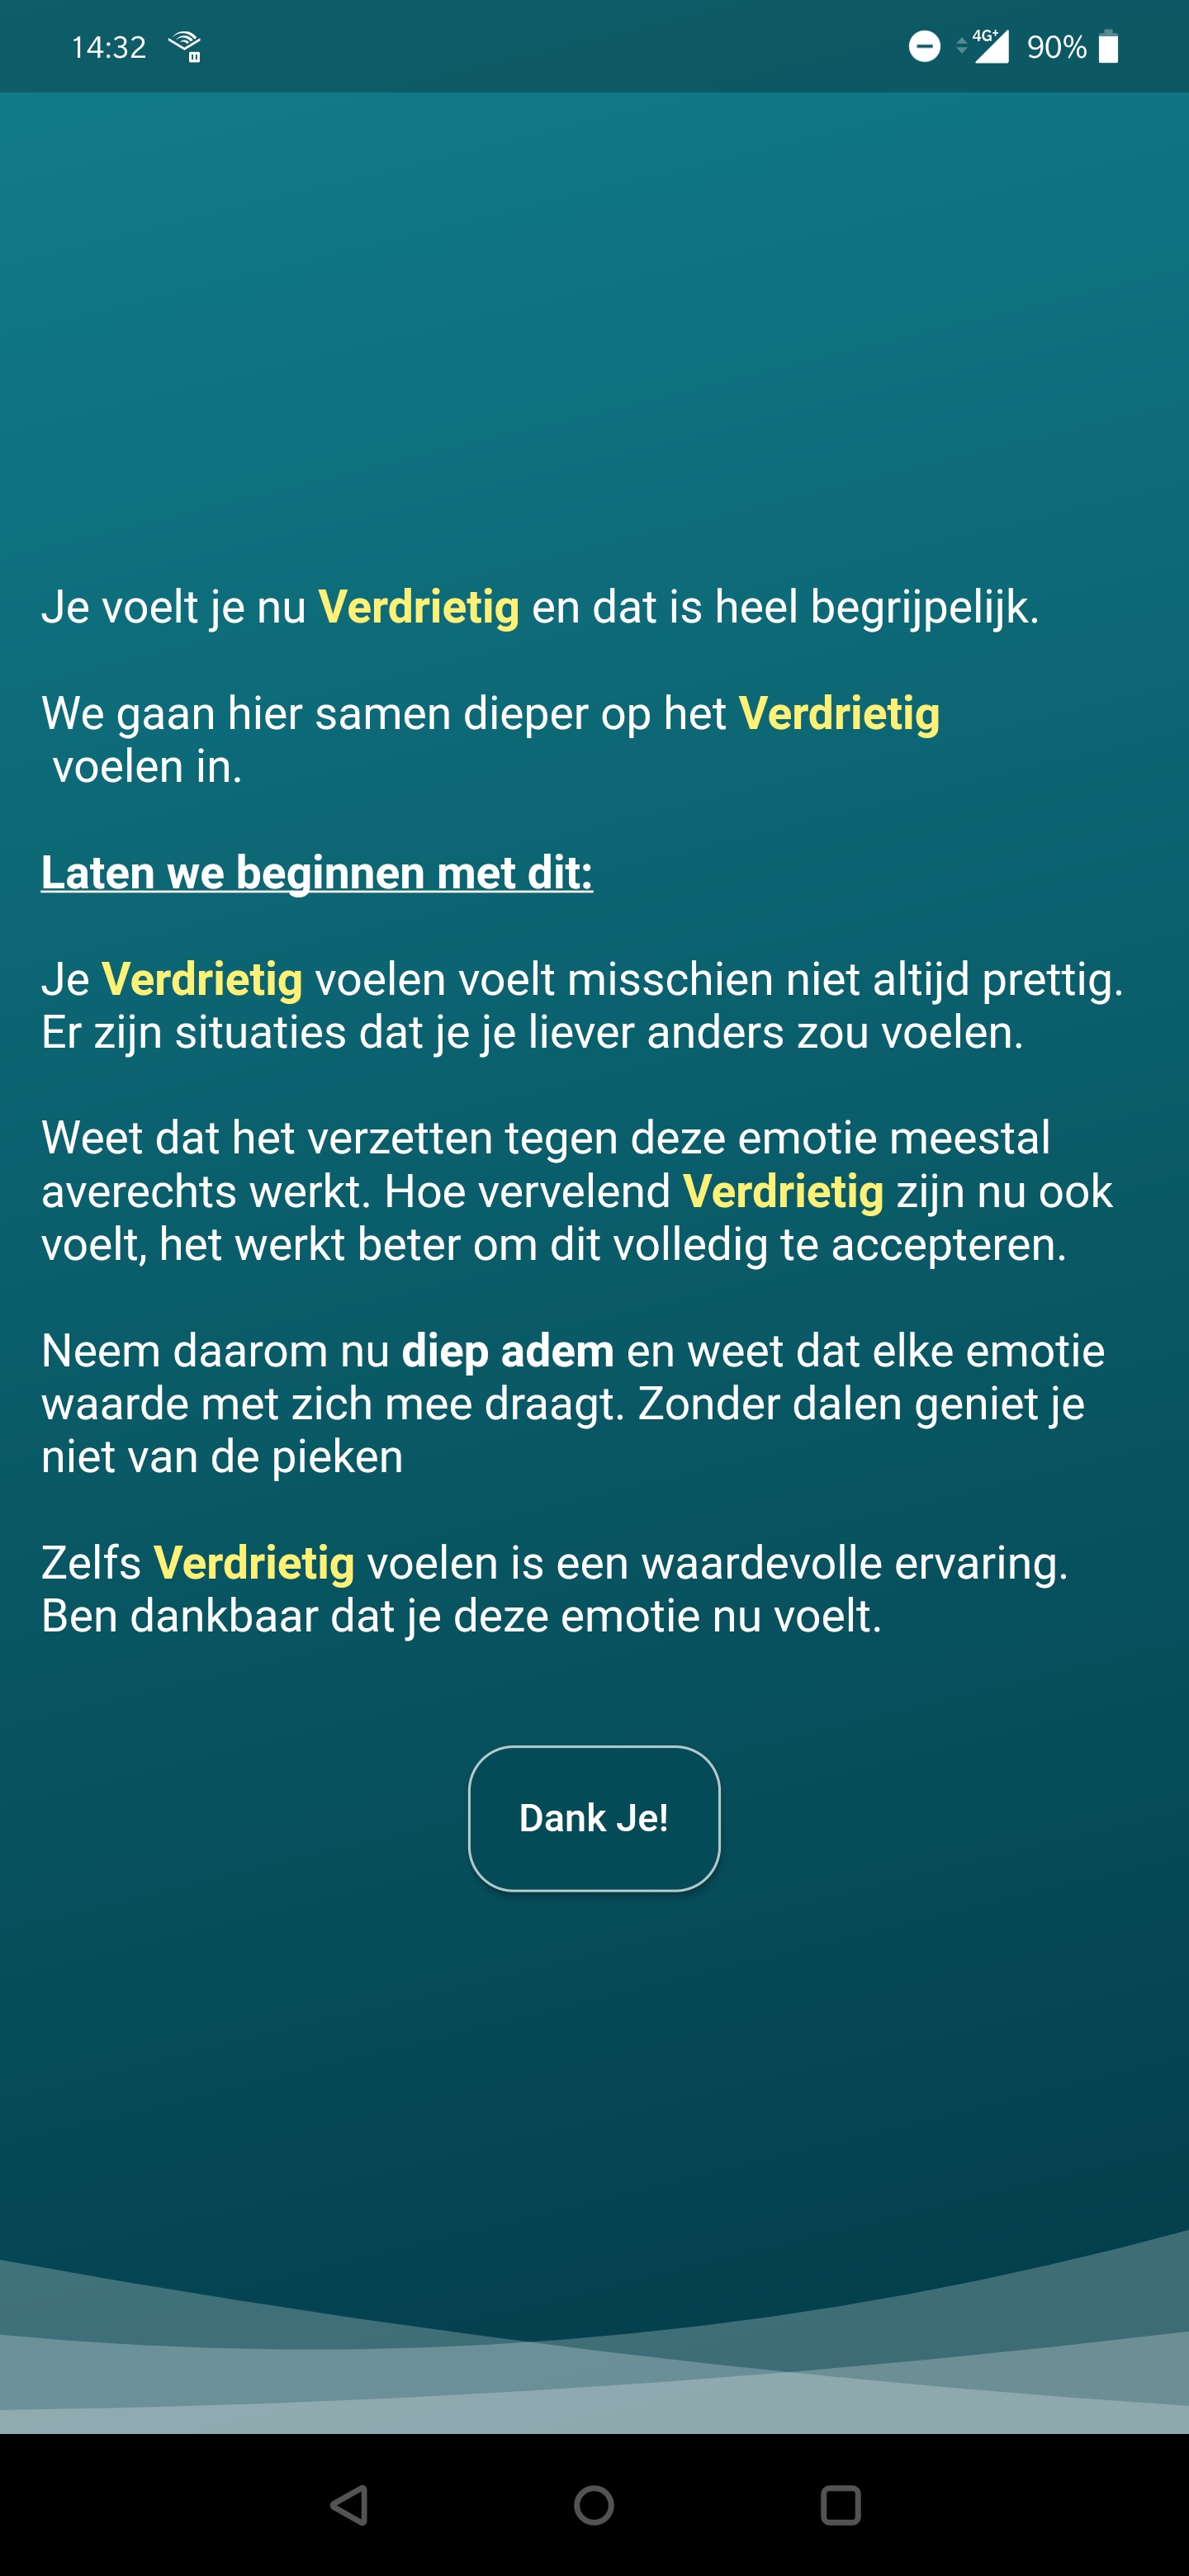 14:32
4G+ 90%
Je voelt je nu Verdrietig en dat is heel begrijpelijk.
We gaan hier samen dieper op het Verdrietig
voelen in.
Laten we beginnen met dit:
Je Verdrietig voelen voelt misschien niet altijd prettig.
Er zijn situaties dat je je liever anders zou voelen.
Weet dat het verzetten tegen deze emotie meestal
averechts werkt. Hoe vervelend Verdrietig zijn nu ook
voelt, het werkt beter om dit volledig te accepteren.
Neem daarom nu diep adem en weet dat elke emotie
waarde met zich mee draagt. Zonder dalen geniet je
niet van de pieken
Zelfs Verdrietig voelen is een waardevolle ervaring.
Ben dankbaar dat je deze emotie nu voelt.
Dank Je!